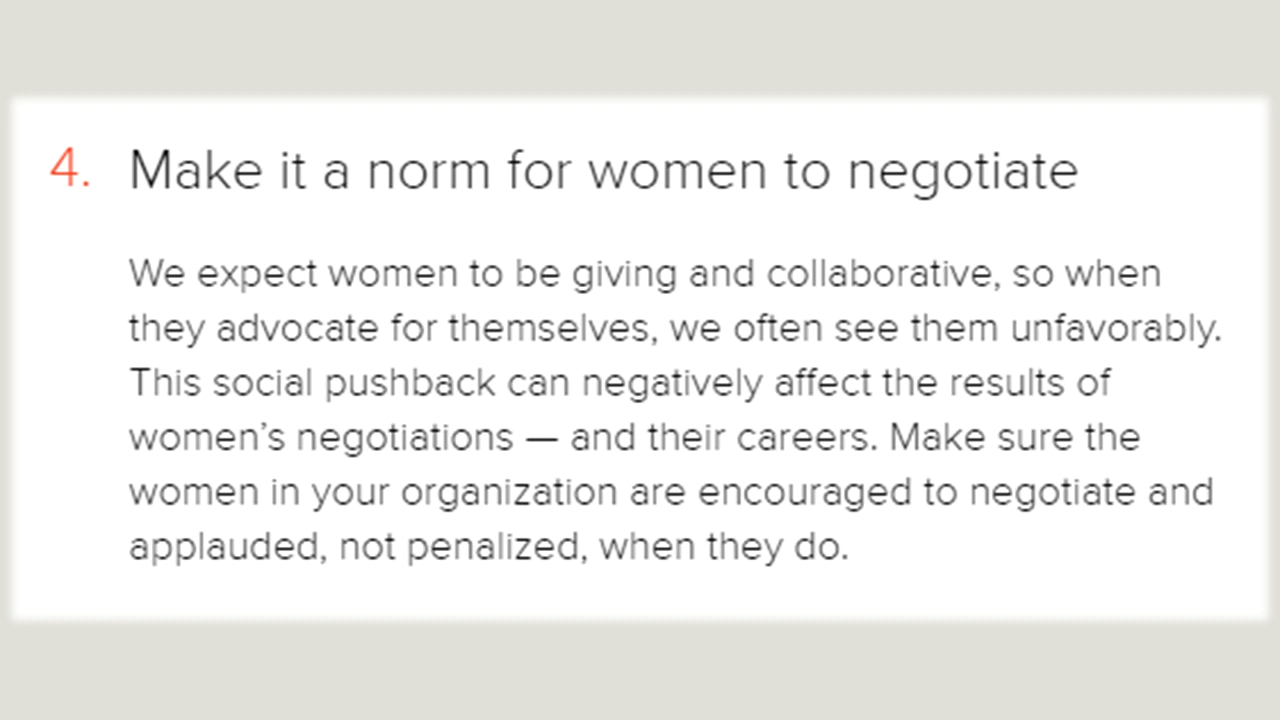 4. Make it a norm for women to negotiate
We expect women to be giving and collaborative, so when
they advocate for themselves, we often see them unfavorably.
This social pushback can negatively affect the results of
women’s negotiations — and their careers. Make sure the
women in your organization are encouraged to negotiate and
applauded, not penalized, when they do.